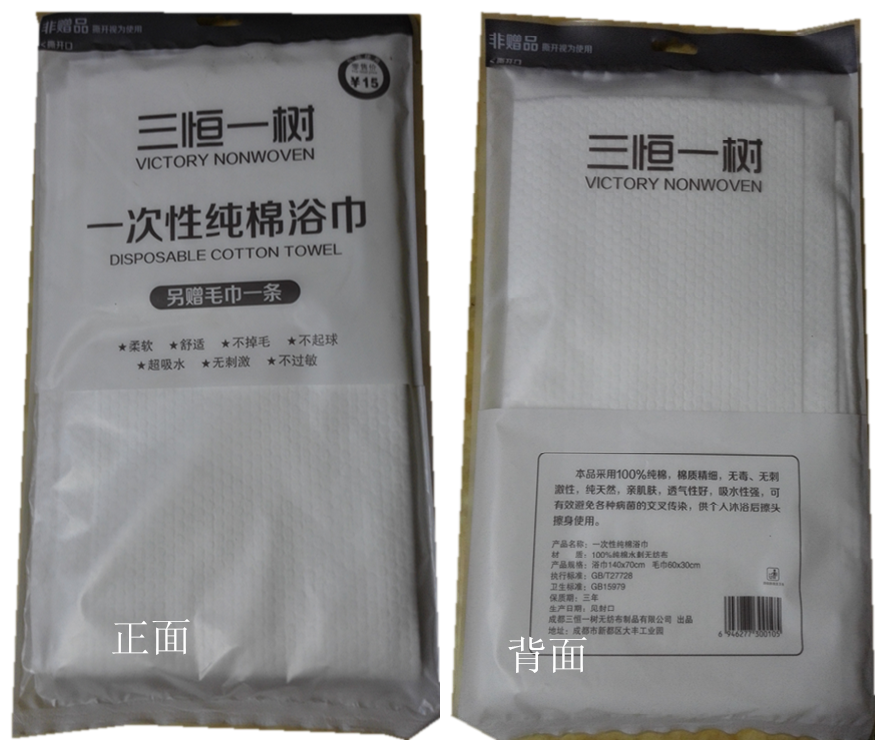 非赠品 撕开视为使用
<撕开口
零售价
¥15
三恒一树
VICTORY NONWOVEN
一次性纯棉浴巾
DISPOSABLE COTTON TOWEL
另赠毛巾一条
★柔软 ★舒适 ★不掉毛 ★不起球
★超吸水 ★无刺激 ★不过敏
正面
非赠品 撕开视为使用
<撕开口
三恒一树
VICTORY NONWOVEN
本品采用100%纯棉，棉质精细，无毒、无刺
激性，纯天然，亲肌肤，透气性好，吸水性强，可
有效避免各种病菌的交叉传染，供个人沐浴后擦头
擦身使用。
产品名称：一次性纯棉浴巾
材 质：100%纯棉水刺无纺布
产品规格：浴巾140x70cm 毛巾60x30cm
执行标准：GB/T27728
卫生标准：GB15979
保质期：三年
生产日期：见封口
成都三恒一树无纺布制品有限公司 出品
地址：成都市新都区大丰工业园
6 946277 300105
背面